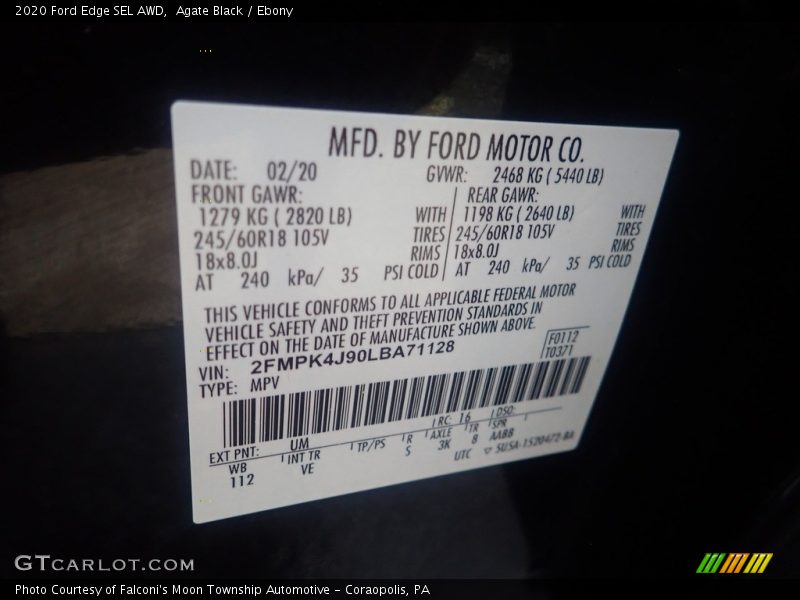 2020 Ford Edge SEL AWD,  Agate Black / Ebony
MFD. BY FORD MOTOR CO.
DATE: 02/20 GVWR: 2468 KG ( 5440 LB)
FRONT GAWR: REAR GAWR:
1279 KG ( 2820 LB) WITH 1198 KG ( 2640 LB) WITH
245/60R18 105V TIRES 245/60R18 105V TIRES
18x8.0J RIMS 18x8.0J RIMS
AT 240 kPa/ 35 PSI COLD AT 240 kPa/ 35 PSI COLD
THIS VEHICLE CONFORMS TO ALL APPLICABLE FEDERAL MOTOR
VEHICLE SAFETY AND THEFT PREVENTION STANDARDS IN
EFFECT ON THE DATE OF MANUFACTURE SHOWN ABOVE.
VIN: 2FMPK4J90LBA71128 F0112
TYPE: MPV T0371
EXT PNT: UM RC: 16 DSO:
WB INT TR TP/PS R AXLE TR SPR
112 VE S 3K 8 AABB
UTC ▽ SUSA-1520472-BA
GTCARLOT.COM
Photo Courtesy of Falconi's Moon Township Automotive – Coraopolis, PA